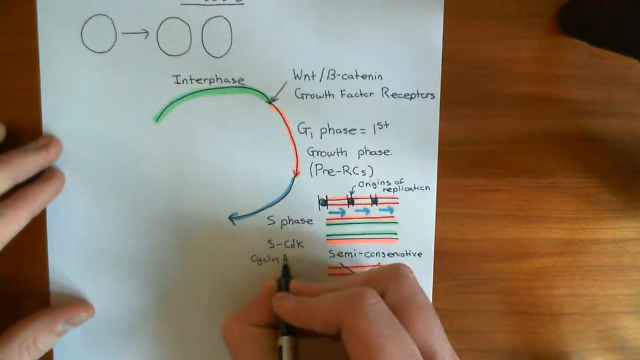 Interphase
Wnt/β-catenin
Growth Factor Receptors
G₁ phase = 1st
Growth phase.
(Pre-RCs)
Origins of
replication
S phase
S-Cdk
Cyclin A
Semi-conservative